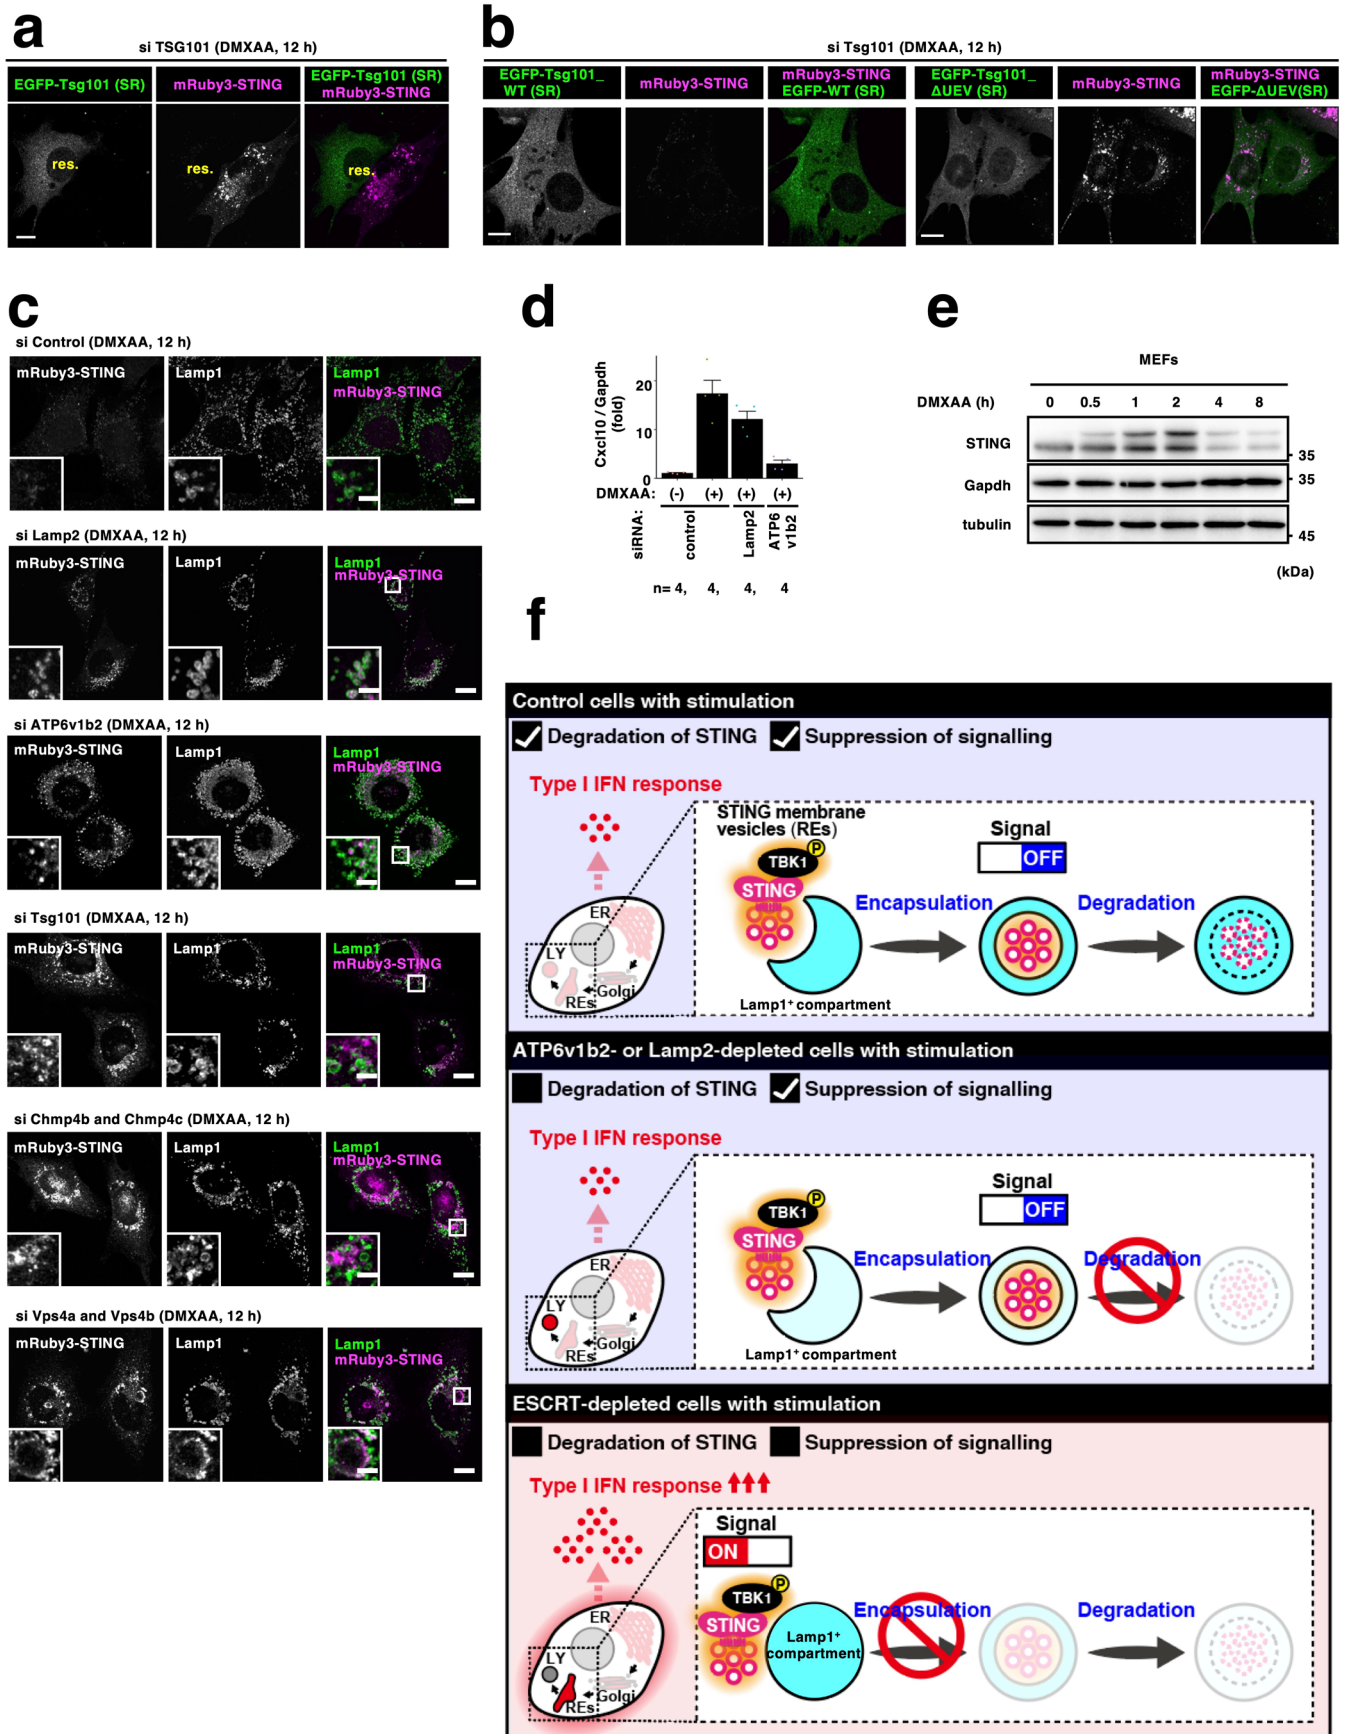 a
si TSG101 (DMXAA, 12 h)
EGFP-Tsg101 (SR)
mRuby3-STING
EGFP-Tsg101 (SR)
mRuby3-STING
res.
res.
res.
b
si Tsg101 (DMXAA, 12 h)
EGFP-Tsg101_
WT (SR)
mRuby3-STING
mRuby3-STING
EGFP-WT (SR)
EGFP-Tsg101_
ΔUEV (SR)
mRuby3-STING
mRuby3-STING
EGFP-ΔUEV(SR)
c
si Control (DMXAA, 12 h)
mRuby3-STING
Lamp1
Lamp1
mRuby3-STING
si Lamp2 (DMXAA, 12 h)
mRuby3-STING
Lamp1
Lamp1
mRuby3-STING
si ATP6v1b2 (DMXAA, 12 h)
mRuby3-STING
Lamp1
Lamp1
mRuby3-STING
si Tsg101 (DMXAA, 12 h)
mRuby3-STING
Lamp1
Lamp1
mRuby3-STING
si Chmp4b and Chmp4c (DMXAA, 12 h)
mRuby3-STING
Lamp1
Lamp1
mRuby3-STING
si Vps4a and Vps4b (DMXAA, 12 h)
mRuby3-STING
Lamp1
Lamp1
mRuby3-STING
d
Cxcl10 / Gapdh
(fold)
20
10
0
DMXAA: (-) (+) (+) (+)
siRNA:
control
Lamp2
ATP6
v1b2
n= 4, 4, 4, 4
e
MEFs
DMXAA (h) 0 0.5 1 2 4 8
STING
35
Gapdh
35
tubulin
45
(kDa)
f
Control cells with stimulation
Degradation of STING Suppression of signalling
Type I IFN response
STING membrane
vesicles (REs)
P
TBK1
STING
Signal
OFF
Encapsulation
Degradation
ER
LY
Golgi
REs
Lamp1+ compartment
ATP6v1b2- or Lamp2-depleted cells with stimulation
Degradation of STING Suppression of signalling
Type I IFN response
P
TBK1
STING
Signal
OFF
Encapsulation
Degradation
ER
LY
Golgi
REs
Lamp1+ compartment
ESCRT-depleted cells with stimulation
Degradation of STING Suppression of signalling
Type I IFN response
Signal
ON
P
TBK1
STING
Lamp1+
compartment
Encapsulation
Degradation
ER
LY
Golgi
REs